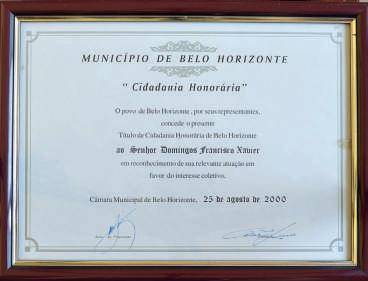 MUNICÍPIO DE BELO HORIZONTE
" Cidadania Honorária"
O povo de Belo Horizonte, por seus representantes,
concede o presente
Título de Cidadania Honorária de Belo Horizonte
ao Senhor Domingos Francisco Xavier
em reconhecimento de sua relevante atuação em
favor do interesse coletivo.
Câmara Municipal de Belo Horizonte, 25 de agosto de 2000